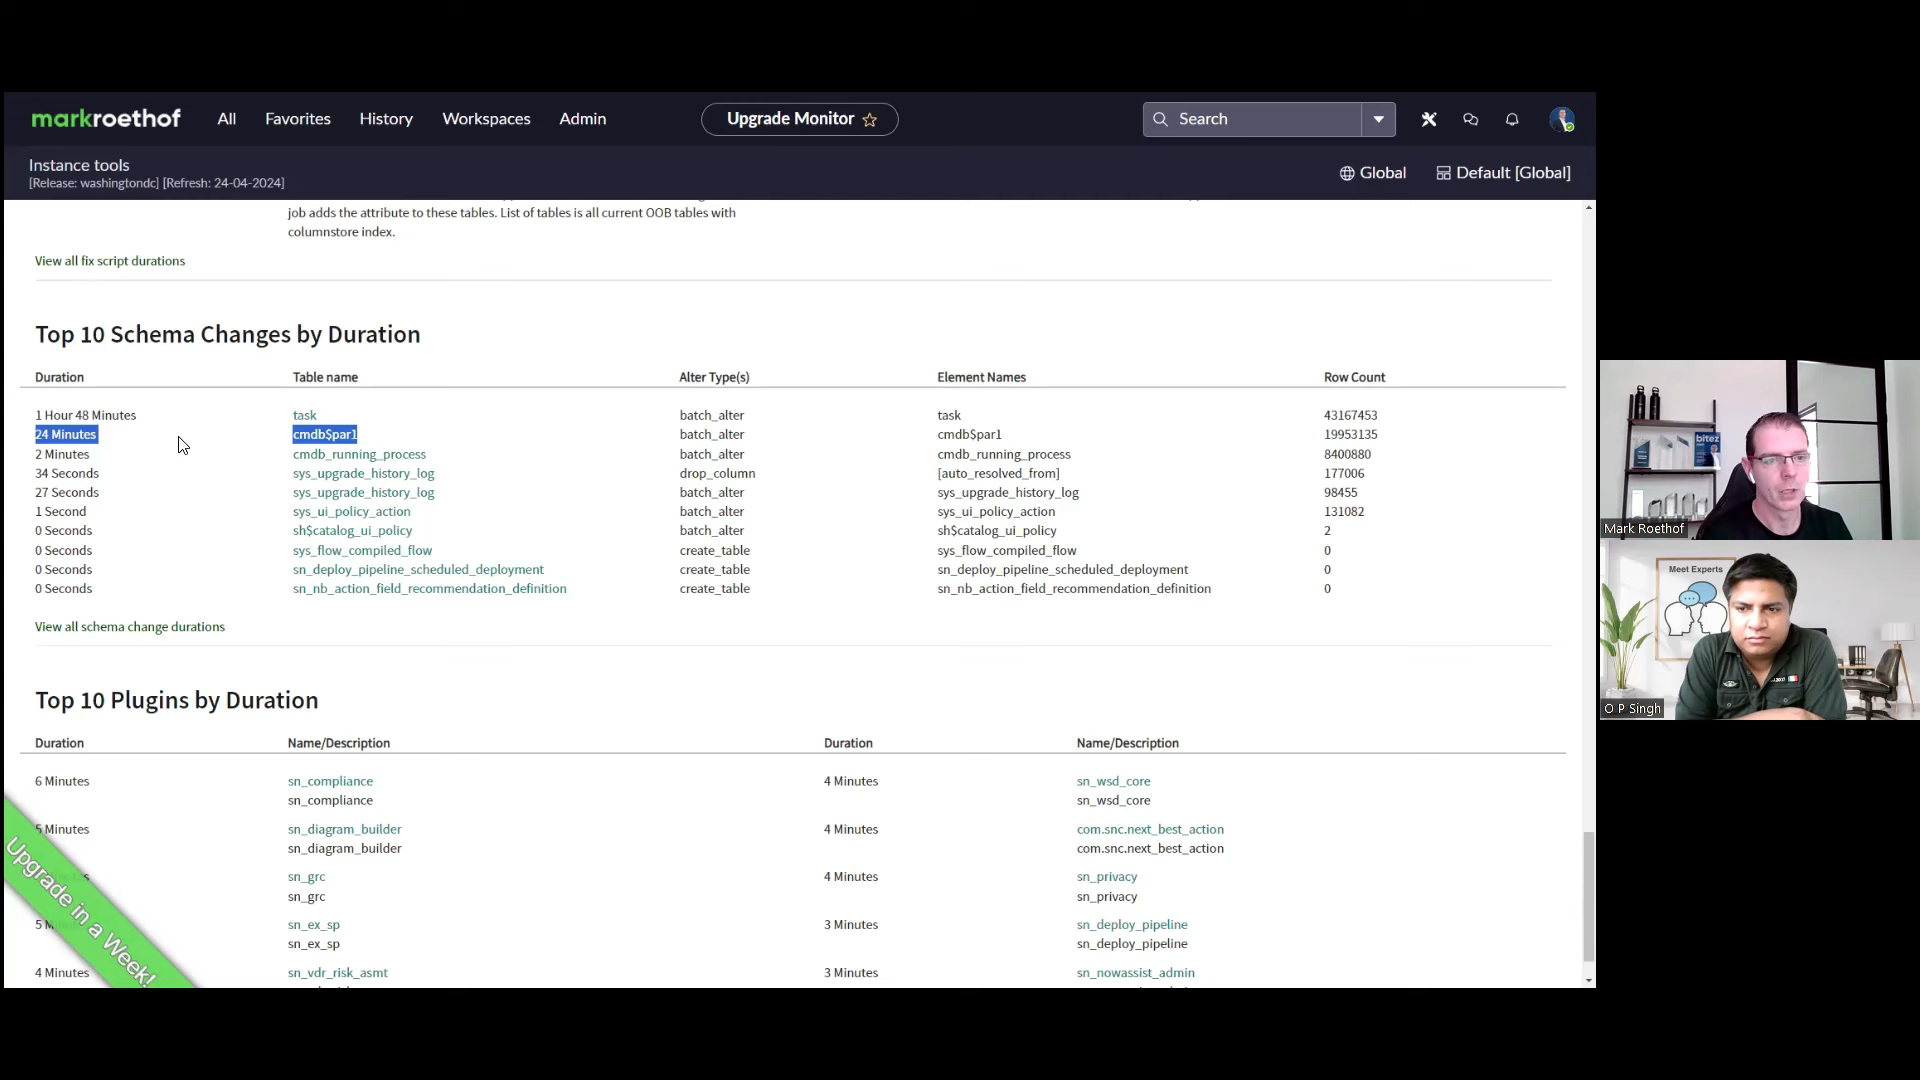 markroethof All Favorites History Workspaces Admin Upgrade Monitor Search
Instance tools
[Release: washingtondc] [Refresh: 24-04-2024] Global Default [Global]
job adds the attribute to these tables. List of tables is all current OOB tables with
columnstore index.
View all fix script durations
Top 10 Schema Changes by Duration
Duration Table name Alter Type(s) Element Names Row Count
1 Hour 48 Minutes task batch_alter task 43167453
24 Minutes cmdb$par1 batch_alter cmdb$par1 19953135
2 Minutes cmdb_running_process batch_alter cmdb_running_process 8400880
34 Seconds sys_upgrade_history_log drop_column [auto_resolved_from] 177006
27 Seconds sys_upgrade_history_log batch_alter sys_upgrade_history_log 98455
1 Second sys_ui_policy_action batch_alter sys_ui_policy_action 131082
0 Seconds sh$catalog_ui_policy batch_alter sh$catalog_ui_policy 2
0 Seconds sys_flow_compiled_flow create_table sys_flow_compiled_flow 0
0 Seconds sn_deploy_pipeline_scheduled_deployment create_table sn_deploy_pipeline_scheduled_deployment 0
0 Seconds sn_nb_action_field_recommendation_definition create_table sn_nb_action_field_recommendation_definition 0
View all schema change durations
Top 10 Plugins by Duration
Duration Name/Description Duration Name/Description
6 Minutes sn_compliance 4 Minutes sn_wsd_core
sn_compliance sn_wsd_core
5 Minutes sn_diagram_builder 4 Minutes com.snc.next_best_action
sn_diagram_builder com.snc.next_best_action
sn_grc 4 Minutes sn_privacy
sn_grc sn_privacy
5 sn_ex_sp 3 Minutes sn_deploy_pipeline
sn_ex_sp sn_deploy_pipeline
4 Minutes sn_vdr_risk_asmt 3 Minutes sn_nowassist_admin
Upgrade in a Week!
bitez
Mark Roethof
Meet Experts
O P Singh